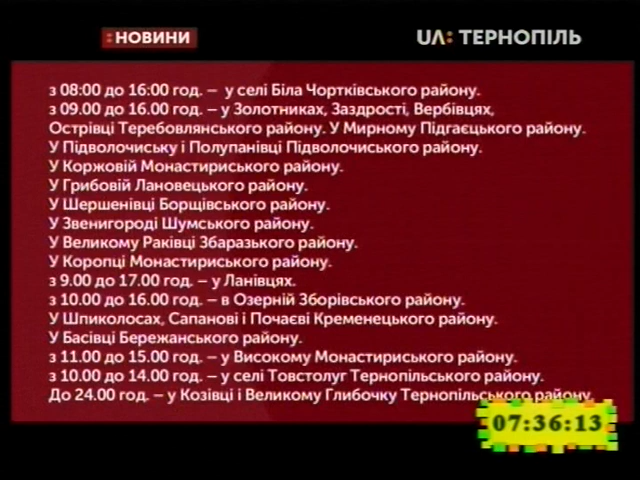 :НОВИНИ
UA: ТЕРНОПІЛЬ
з 08:00 до 16:00 год. – у селі Біла Чортківського району.
з 09.00 до 16.00 год. – у Золотниках, Заздрості, Вербівцях,
Острівці Теребовлянського району. У Мирному Підгаєцького району.
У Підволочиську і Полупанівці Підволочиського району.
У Коржовій Монастириського району.
У Грибовій Лановецького району.
У Шершенівці Борщівського району.
У Звенигороді Шумського району.
У Великому Раківці Збаразького району.
У Коропці Монастириського району.
з 9.00 до 17.00 год. – у Ланівцях.
з 10.00 до 16.00 год. – в Озерній Зборівського району.
У Шпиколосах, Сапанові і Почаєві Кременецького району.
У Басівці Бережанського району.
з 11.00 до 15.00 год. – у Високому Монастириського району.
з 10.00 до 14.00 год. – у селі Товстолуг Тернопільського району.
До 24.00 год. – у Козівці і Великому Глибочку Тернопільського району.
07:36:13